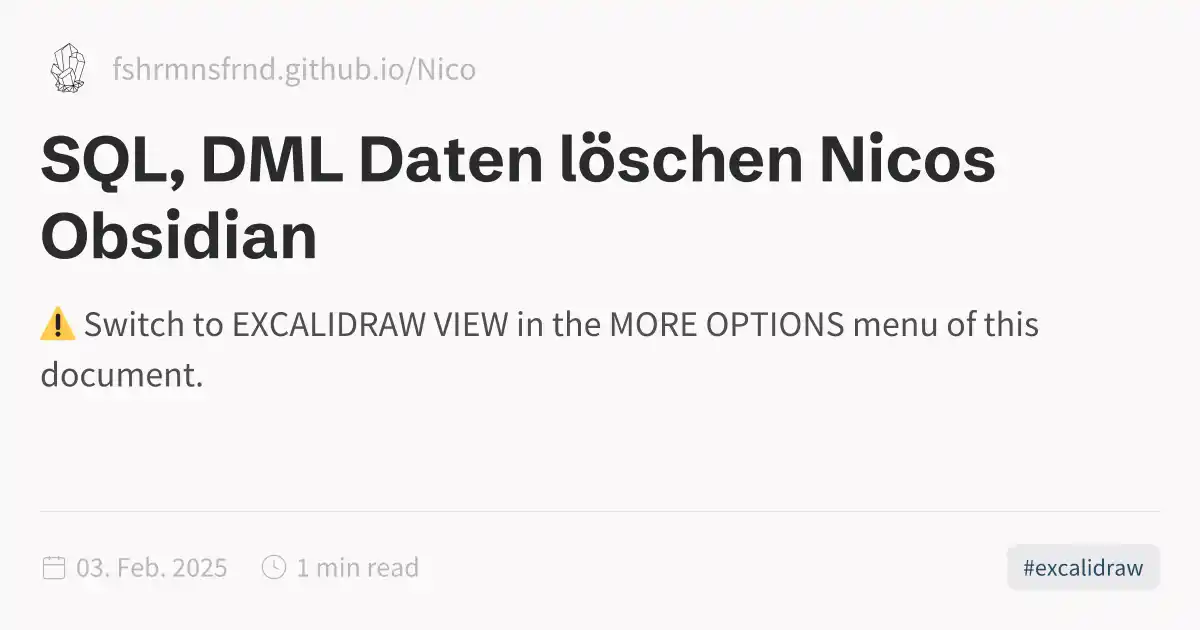 fshrmnsfrnd.github.io/Nico
SQL, DML Daten löschen Nicos
Obsidian
⚠️ Switch to EXCALIDRAW VIEW in the MORE OPTIONS menu of this
document.
03. Feb. 2025 1 min read #excalidraw